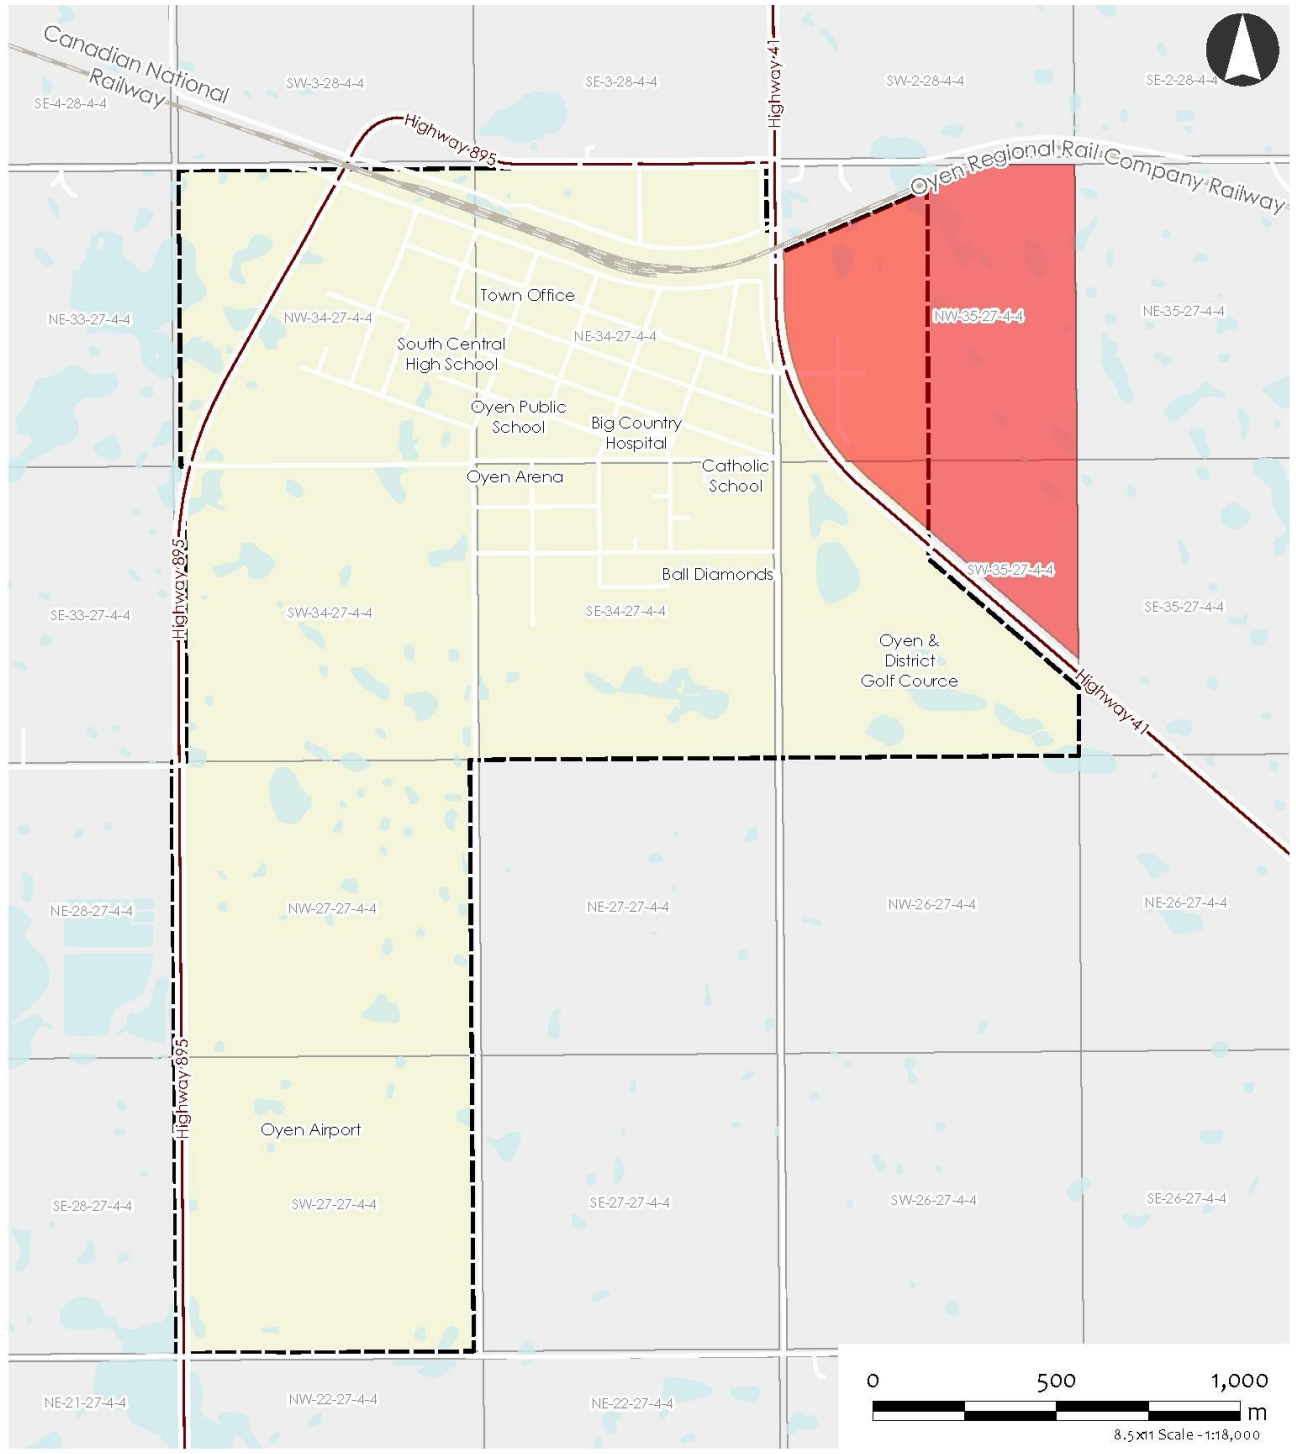 Canadian National
Railway
SE-4-28-4-4
SW-3-28-4-4
SE-3-28-4-4
Highway 41
SW-2-28-4-4
SE-2-28-4-4
Highway 895
Oyen Regional Rail Company Railway
NE-33-27-4-4
NW-34-27-4-4
Town Office
NE-34-27-4-4
NW-35-27-4-4
NE-35-27-4-4
South Central
High School
Oyen Public
School
Big Country
Hospital
Oyen Arena
Catholic
School
Highway 895
Ball Diamonds
SW-35-27-4-4
SE-33-27-4-4
SW-34-27-4-4
SE-34-27-4-4
SE-35-27-4-4
Oyen &
District
Golf Cource
Highway 41
NE-28-27-4-4
NW-27-27-4-4
NE-27-27-4-4
NW-26-27-4-4
NE-26-27-4-4
Highway 895
Oyen Airport
SE-28-27-4-4
SW-27-27-4-4
SE-27-27-4-4
SW-26-27-4-4
SE-26-27-4-4
NE-21-27-4-4
NW-22-27-4-4
NE-22-27-4-4
0 500 1,000
m
8.5x11 Scale - 1:18,000